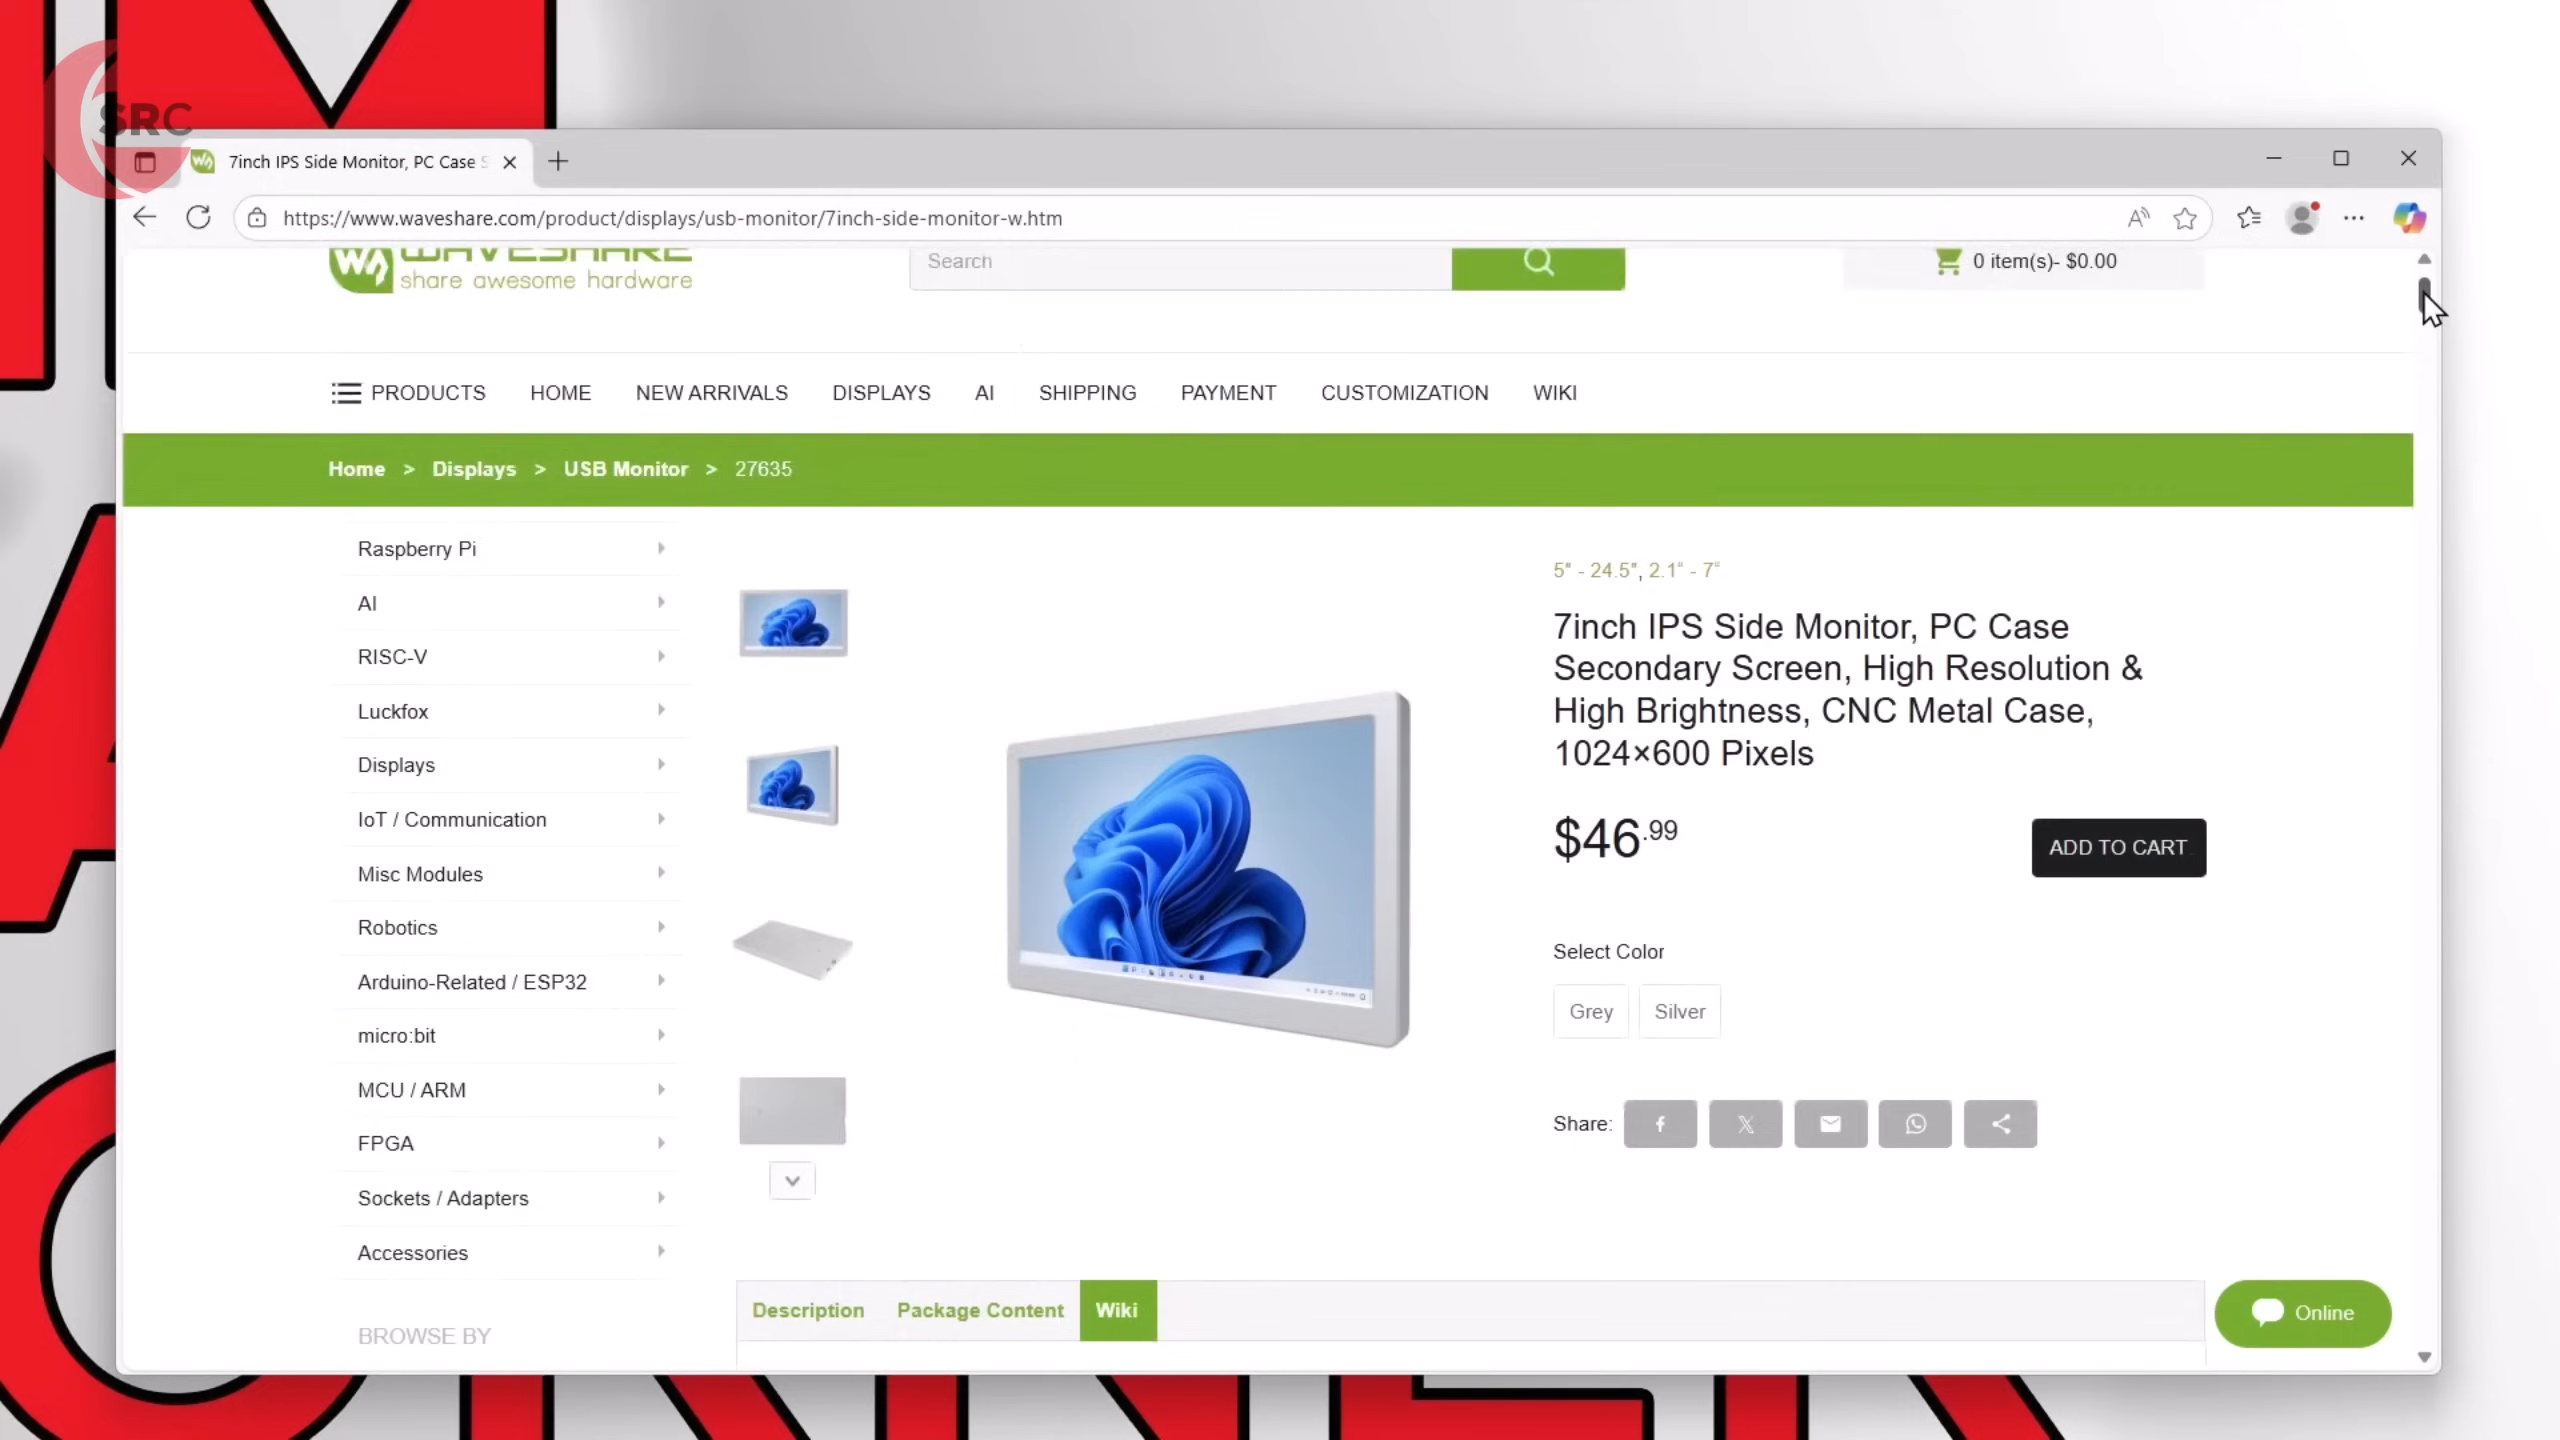 SRC
7inch IPS Side Monitor, PC Case S
https://www.waveshare.com/product/displays/usb-monitor/7inch-side-monitor-w.htm
WAVESHARE
share awesome hardware
Search
0 item(s)- $0.00
PRODUCTS HOME NEW ARRIVALS DISPLAYS AI SHIPPING PAYMENT CUSTOMIZATION WIKI
Home > Displays > USB Monitor > 27635
Raspberry Pi
AI
RISC-V
Luckfox
Displays
IoT / Communication
Misc Modules
Robotics
Arduino-Related / ESP32
micro:bit
MCU / ARM
FPGA
Sockets / Adapters
Accessories
BROWSE BY
5" - 24.5", 2.1" - 7"
7inch IPS Side Monitor, PC Case
Secondary Screen, High Resolution &
High Brightness, CNC Metal Case,
1024×600 Pixels
$46.99
ADD TO CART
Select Color
Grey Silver
Share:
Description Package Content Wiki
Online